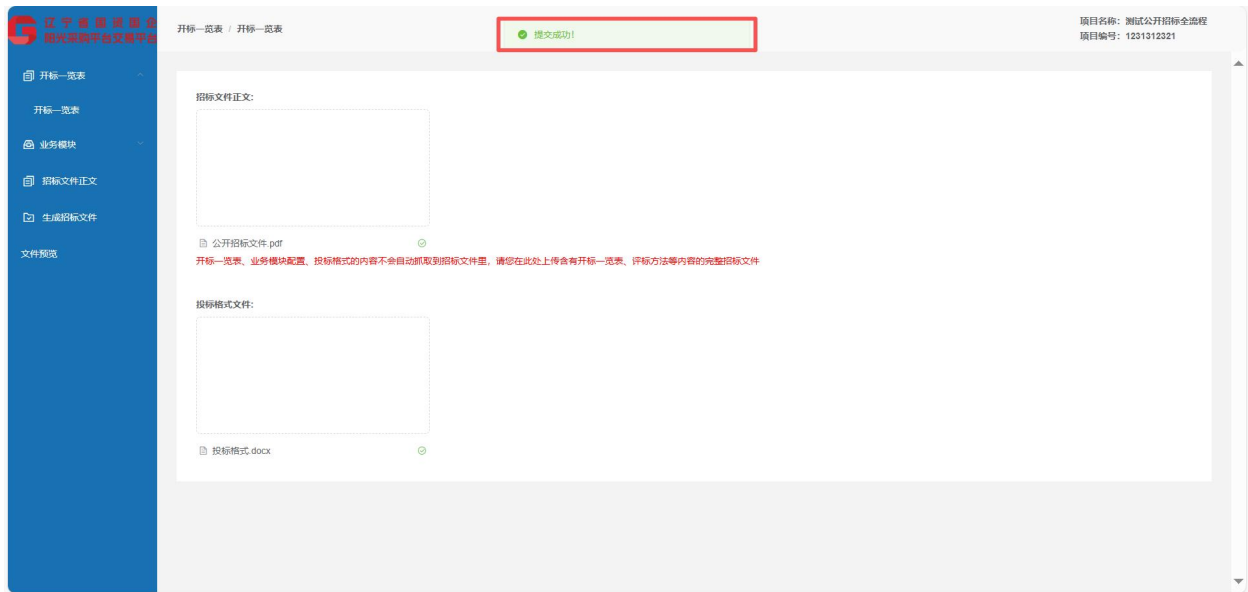 辽宁省国资国企
阳光采购平台交易平台
开标一览表 / 开标一览表
提交成功!
项目名称: 测试公开招标全流程
项目编号: 1231312321
开标一览表
开标一览表
业务模块
招标文件正文
生成招标文件
文件预览
招标文件正文:
公开招标文件.pdf
开标一览表、业务模块配置、投标格式的内容不会自动抓取到招标文件里, 请您在此处上传含有开标一览表、评标方法等内容的完整招标文件
投标格式文件:
投标格式.docx